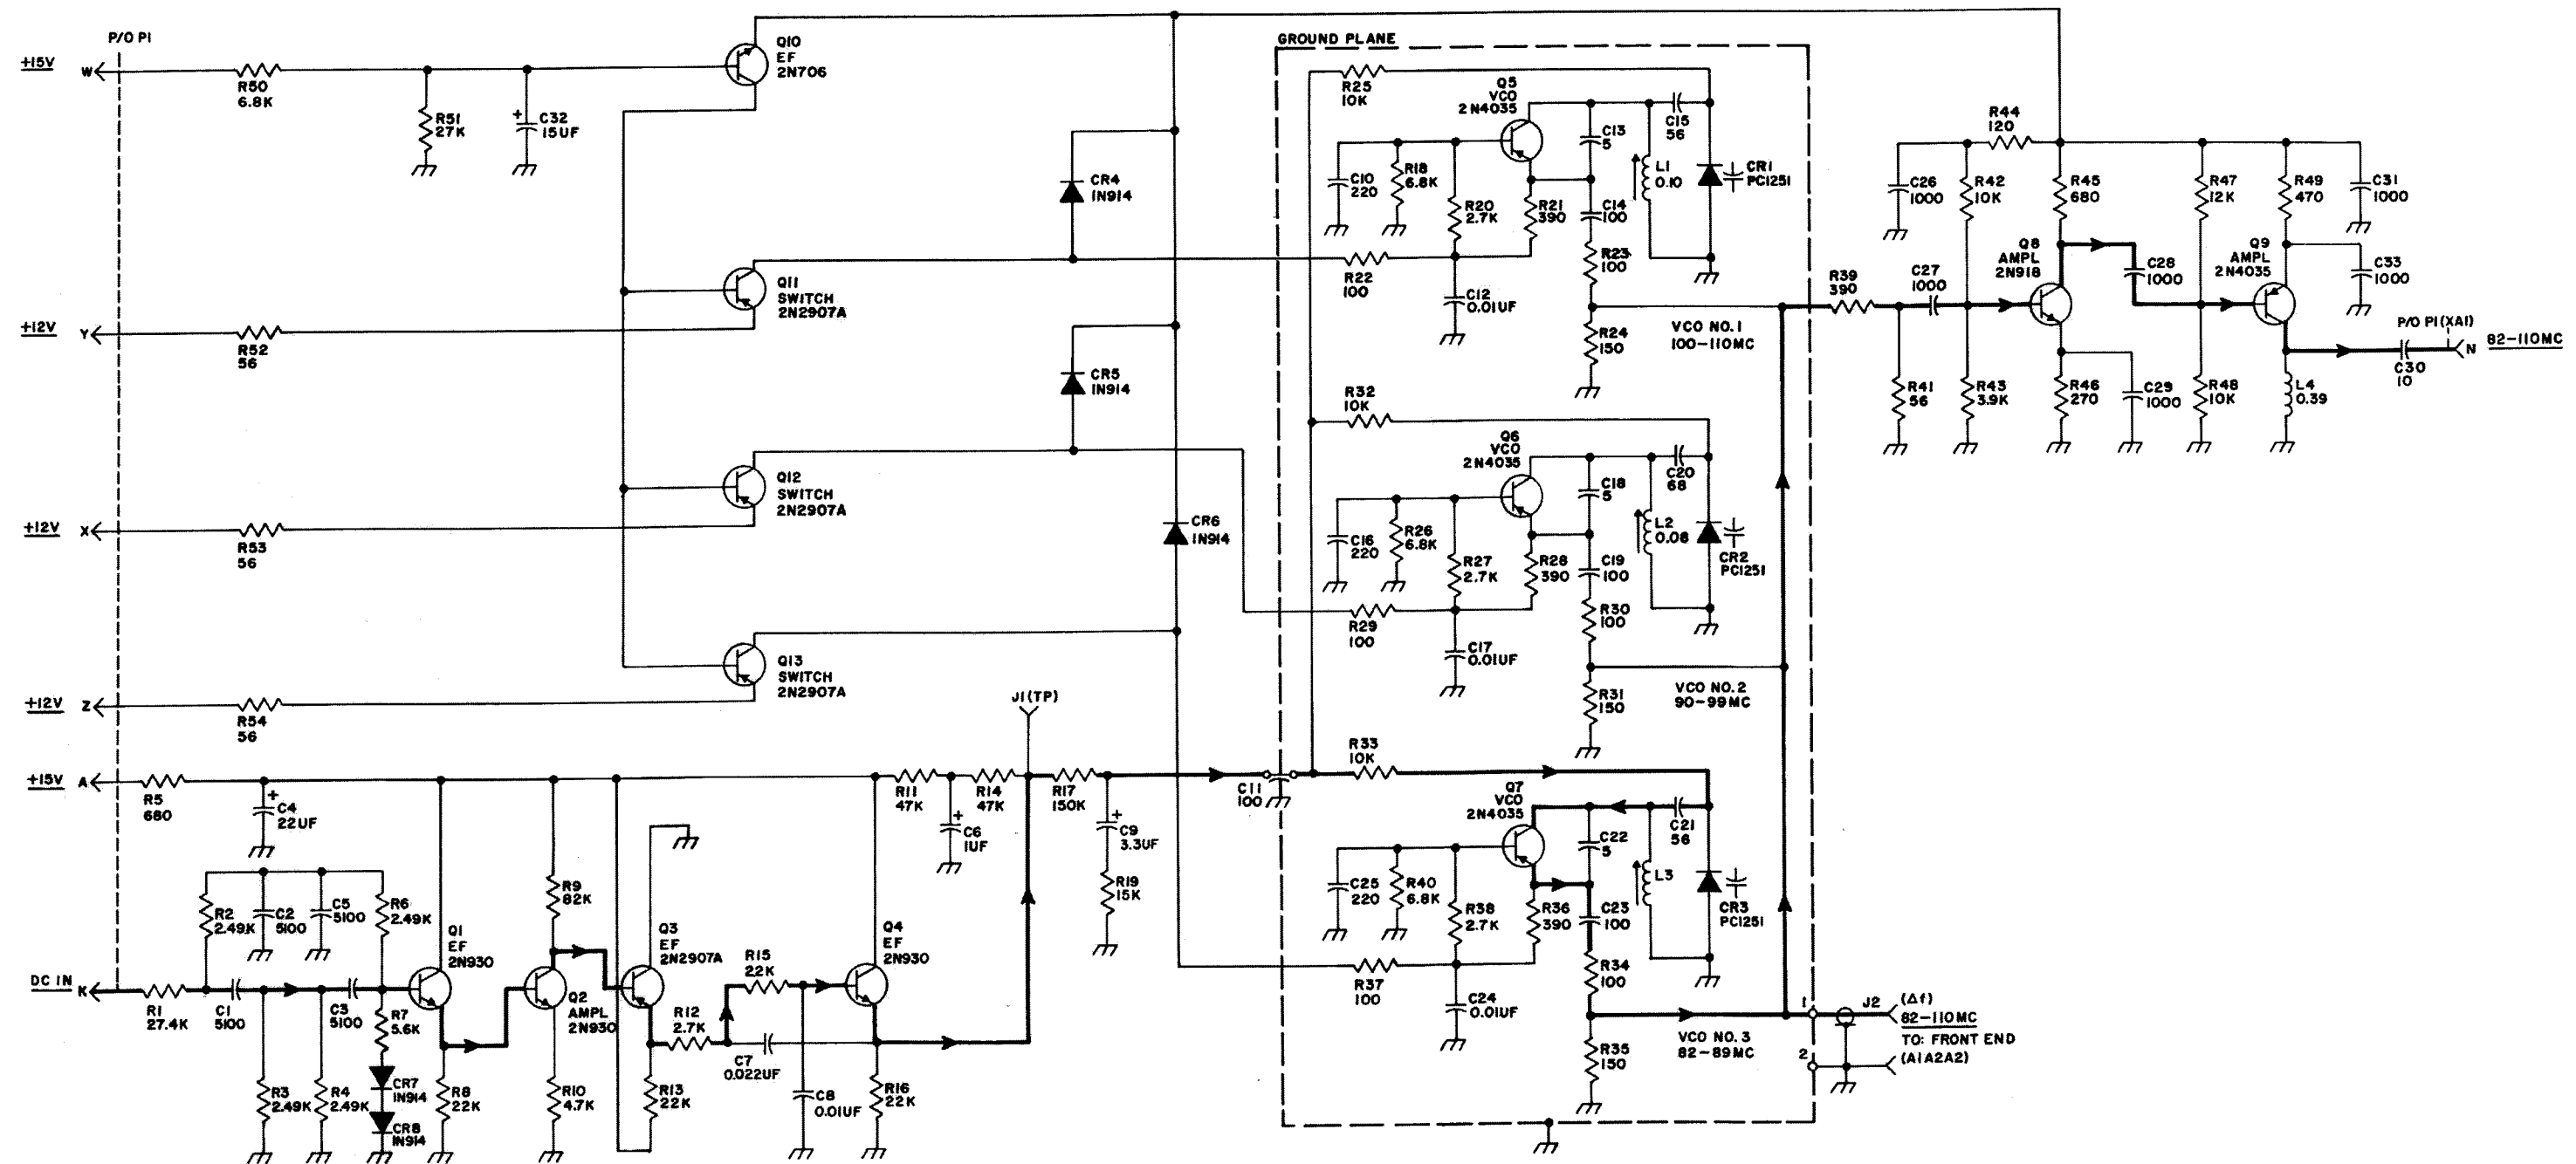 P/O P1
+15V
W
R50
6.8K
R51
27K
+
C32
15UF
Q10
EF
2N706
CR4
1N914
Q11
SWITCH
2N2907A
+12V
Y
R52
56
CR5
1N914
Q12
SWITCH
2N2907A
+12V
X
R53
56
CR6
1N914
Q13
SWITCH
2N2907A
+12V
Z
R54
56
J1(TP)
+15V
A
R5
680
+
C4
22UF
R11
47K
R14
47K
R17
150K
+
C6
1UF
+
C9
3.3UF
R19
15K
R2
2.49K
C2
5100
C5
5100
R6
2.49K
Q1
EF
2N930
R9
82K
Q3
EF
2N2907A
Q4
EF
2N930
R15
22K
DC IN
K
R1
27.4K
C1
5100
C3
5100
R7
5.6K
Q2
AMPL
2N930
R12
2.7K
C7
0.022UF
R3
2.49K
R4
2.49K
CR7
1N914
CR8
1N914
R8
22K
R10
4.7K
R13
22K
C8
0.01UF
R16
22K
GROUND PLANE
R25
10K
Q5
VCO
2N4035
C13
5
C15
56
C10
220
R18
6.8K
R20
2.7K
R21
390
C14
100
L1
0.10
CR1
PC1251
R22
100
R23
100
C12
0.01UF
R24
150
VCO NO.1
100-110MC
R32
10K
Q6
VCO
2N4035
C18
5
C20
68
C16
220
R26
6.8K
R27
2.7K
R28
390
C19
100
L2
0.08
CR2
PC1251
R29
100
R30
100
C17
0.01UF
R31
150
VCO NO.2
90-99MC
C11
100
R33
10K
Q7
VCO
2N4035
C22
5
C21
56
C25
220
R40
6.8K
R38
2.7K
R36
390
C23
100
L3
CR3
PC1251
R37
100
R34
100
C24
0.01UF
R35
150
VCO NO.3
82-89MC
1
J2
(Δf)
82-110MC
TO: FRONT END
(A1A2A2)
2
R44
120
C26
1000
R42
10K
R45
680
R47
12K
R49
470
C31
1000
R39
390
C27
1000
Q8
AMPL
2N918
C28
1000
Q9
AMPL
2N4035
C33
1000
R41
56
R43
3.9K
R46
270
C29
1000
R48
10K
L4
0.39
P/O P1(XA1)
N
82-110MC
C30
10